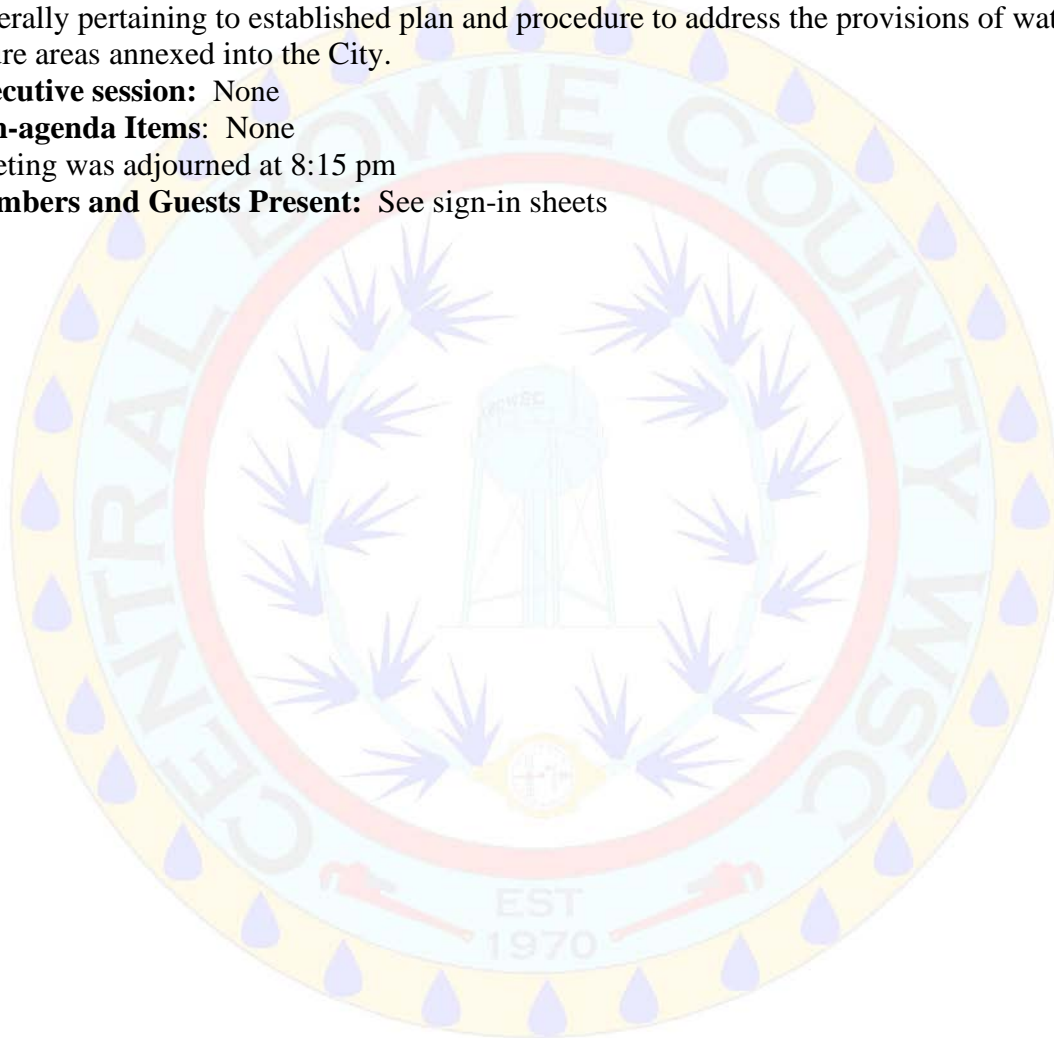 erally pertaining to established plan and procedure to address the provisions of wat
ure areas annexed into the City.
ecutive session: None
n-agenda Items: None
eting was adjourned at 8:15 pm
mbers and Guests Present: See sign-in sheets
CENTRAL BOWIE COUNTY WSC
EST
1970